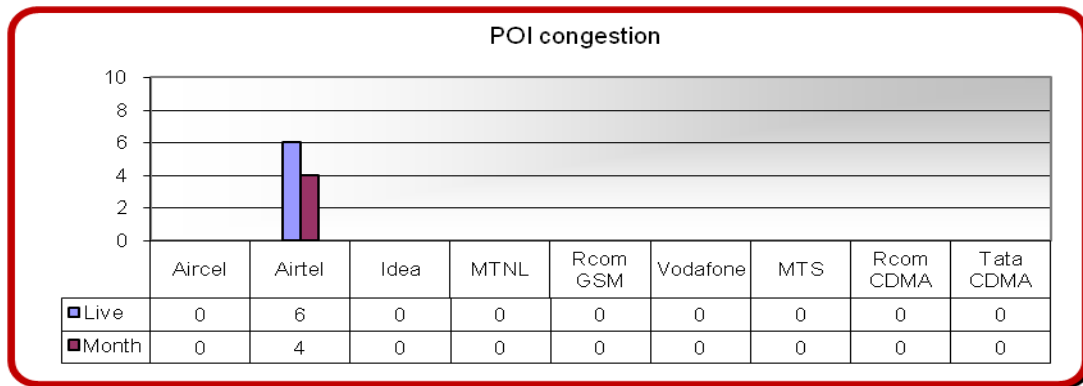 POI congestion
10
8
6
4
2
0
Aircel Airtel Idea MTNL Rcom GSM Vodafone MTS Rcom CDMA Tata CDMA
Live 0 6 0 0 0 0 0 0 0
Month 0 4 0 0 0 0 0 0 0